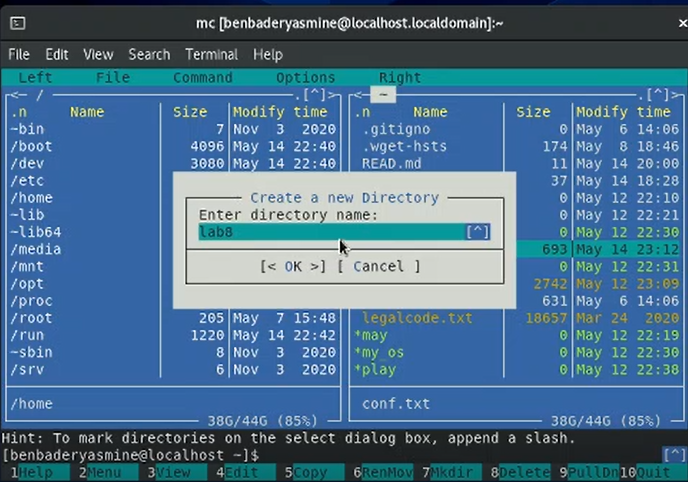 mc [benbaderyasmine@localhost.localdomain]:~
File Edit View Search Terminal Help
Left File Command Options Right
<- / .[^]> <- ~ .[^]>
.n Name Size Modify time .n Name Size Modify time
~bin 7 Nov 3 2020 .gitigno 0 May 6 14:06
/boot 4096 May 14 22:40 .wget-hsts 174 May 8 18:46
/dev 3080 May 14 22:40 READ.md 11 May 14 20:00
/etc 37 May 14 18:28
/home 0 May 12 22:10
~lib 0 May 12 22:21
~lib64 0 May 12 22:30
/media 693 May 14 23:12
/mnt 0 May 12 22:31
/opt 2742 May 12 23:09
/proc 631 May 6 14:06
Create a new Directory
Enter directory name:
lab8 [^]
[< OK >] [ Cancel ]
/root 205 May 7 15:48 legalcode.txt 18657 Mar 24 2020
/run 1220 May 14 22:42 *may 0 May 12 22:19
~sbin 8 Nov 3 2020 *my_os 0 May 12 22:30
/srv 6 Nov 3 2020 *play 0 May 12 22:38
/home conf.txt
38G/44G (85%) 38G/44G (85%)
Hint: To mark directories on the select dialog box, append a slash.
[benbaderyasmine@localhost ~]$ [^]
1Help 2Menu 3View 4Edit 5Copy 6RenMov 7Mkdir 8Delete 9PullDn 10Quit